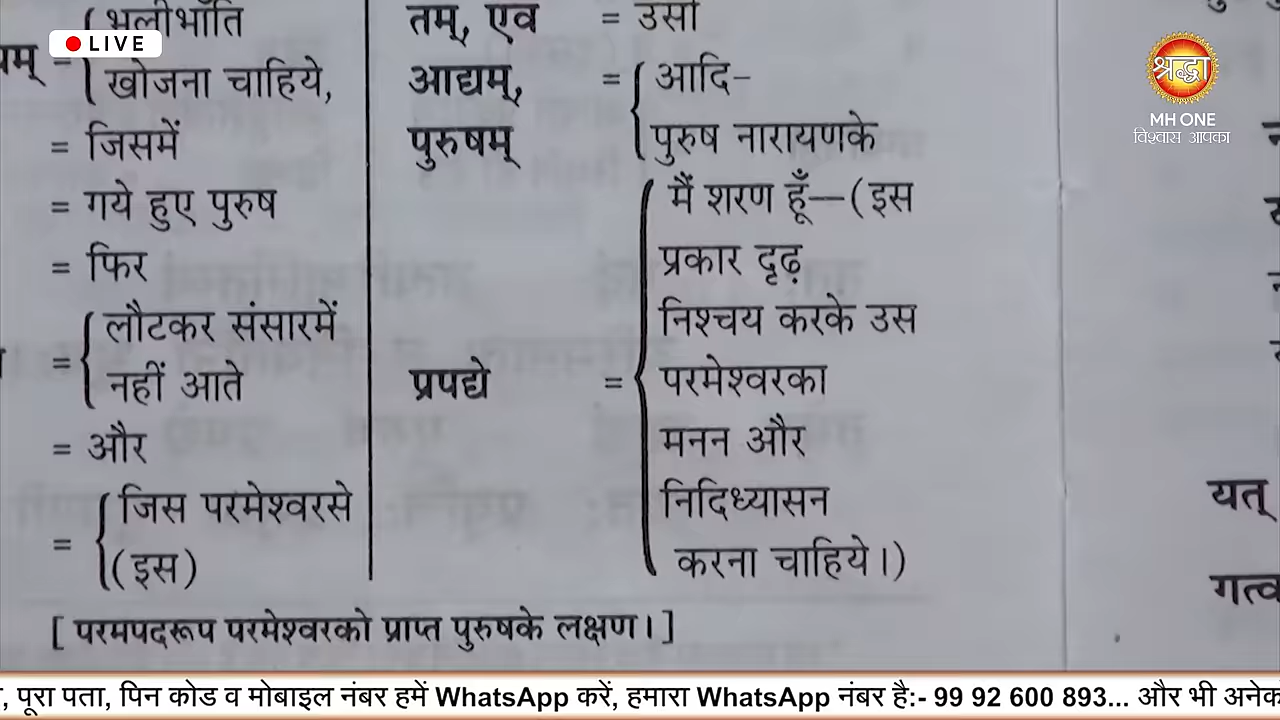 LIVE
श्रद्धा
MH ONE
विश्वास आपका
भलीभाँति
यम् =
खोजना चाहिये,
= जिसमें
= गये हुए पुरुष
= फिर
= लौटकर संसारमें
नहीं आते
= और
= जिस परमेश्वरसे
(इस)
तम्, एव = उसी
आद्यम्, = आदि-
पुरुषम् पुरुष नारायणके
मैं शरण हूँ—(इस
प्रकार दृढ़
निश्चय करके उस
प्रपद्ये = परमेश्वरका
मनन और
निदिध्यासन
करना चाहिये।)
[ परमपदरूप परमेश्वरको प्राप्त पुरुषके लक्षण। ]
यत्
, पूरा पता, पिन कोड व मोबाइल नंबर हमें WhatsApp करें, हमारा WhatsApp नंबर है:- 99 92 600 893... और भी अनेक